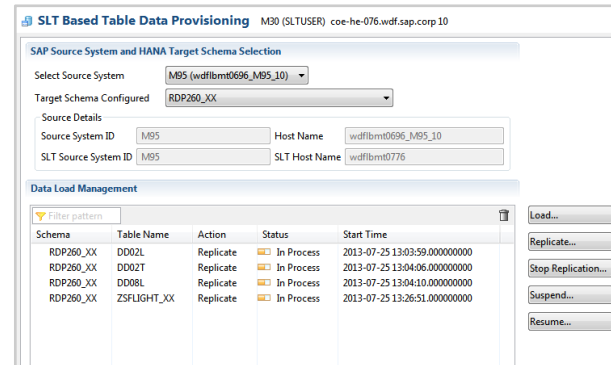 SLT Based Table Data Provisioning M30 (SLTUSER) coe-he-076.wdf.sap.corp 10
SAP Source System and HANA Target Schema Selection
Select Source System M95 (wdflbmt0696_M95_10)
Target Schema Configured RDP260_XX
Source Details
Source System ID M95 Host Name wdflbmt0696_M95_10
SLT Source System ID M95 SLT Host Name wdflbmt0776
Data Load Management
Filter pattern
Schema Table Name Action Status Start Time
RDP260_XX DD02L Replicate In Process 2013-07-25 13:03:59.000000000
RDP260_XX DD02T Replicate In Process 2013-07-25 13:04:06.000000000
RDP260_XX DD08L Replicate In Process 2013-07-25 13:04:10.000000000
RDP260_XX ZSFLIGHT_XX Replicate In Process 2013-07-25 13:26:51.000000000
Load...
Replicate...
Stop Replication...
Suspend...
Resume...